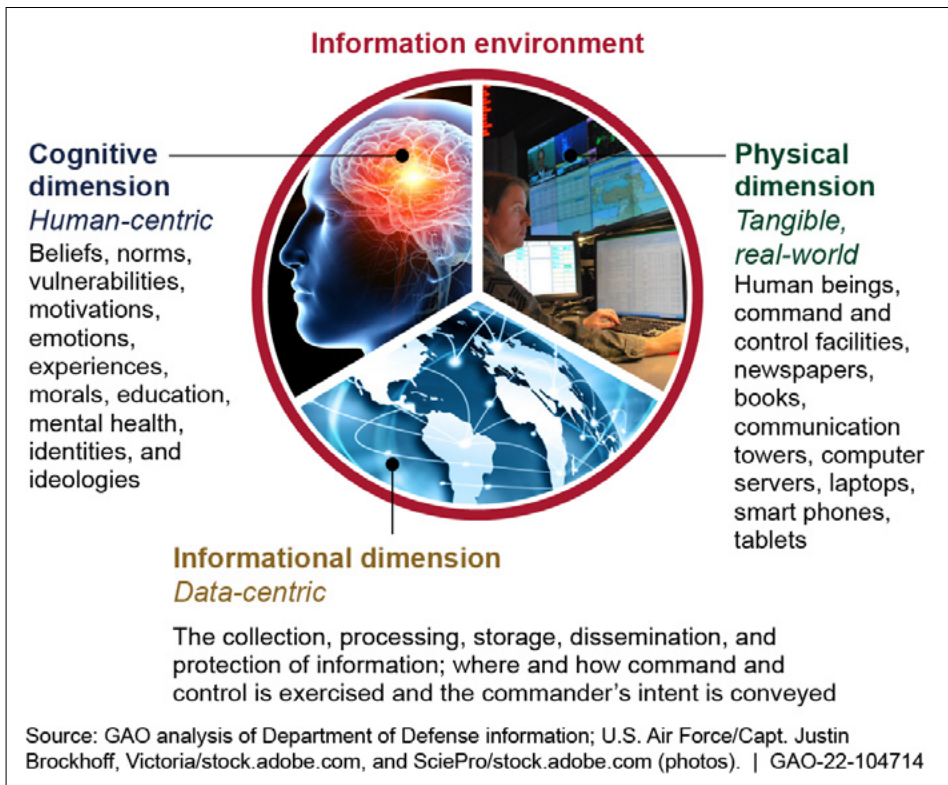 Information environment
Cognitive
dimension
Human-centric
Beliefs, norms,
vulnerabilities,
motivations,
emotions,
experiences,
morals, education,
mental health,
identities, and
ideologies
Physical
dimension
Tangible,
real-world
Human beings,
command and
control facilities,
newspapers,
books,
communication
towers, computer
servers, laptops,
smart phones,
tablets
Informational dimension
Data-centric
The collection, processing, storage, dissemination, and
protection of information; where and how command and
control is exercised and the commander’s intent is conveyed
Source: GAO analysis of Department of Defense information; U.S. Air Force/Capt. Justin
Brockhoff, Victoria/stock.adobe.com, and SciePro/stock.adobe.com (photos). | GAO-22-104714